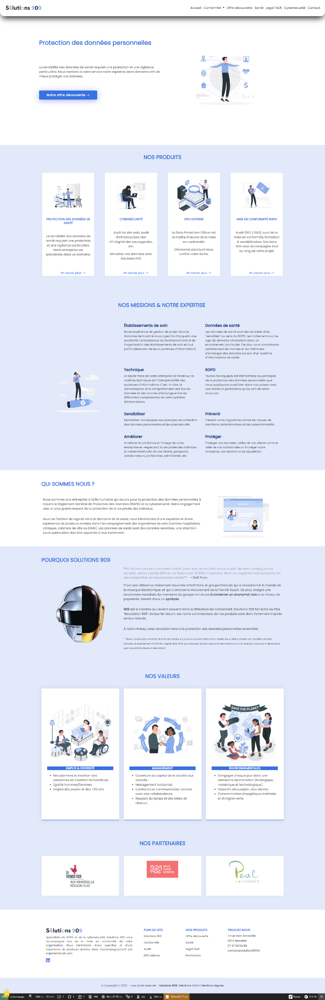 Solutions 909
Accueil Conformité Offre découverte Santé Legal Tech Cybersecurité Contact
Protection des données personnelles
La sensibilité des données de santé requiert une protection et une vigilance
particulière. Nous mettons à votre service notre expertise dans domaine afin de
mieux protéger vos données.
Notre offre découverte →
NOS PRODUITS
PROTECTION DES DONNÉES DE
SANTÉ
La sensibilité des données de
santé requiert une protection
et une vigilance particulière.
Notre entreprise est
spécialisée dans ce domaine.
En savoir plus →
CYBERSÉCURITÉ
Audit de site web, audit
d'infrastructure, test
d'intégrité des sauvegardes,
etc.
Sécurisez vos données avec
Solutions 909.
En savoir plus →
DPO EXTERNE
Le Data Protection Officer est
le maître d'œuvre de la mise
en conformité.
Découvrez pourquoi nous
confier cette tâche.
En savoir plus →
MISE EN CONFORMITÉ RGPD
Audit (ISO 27001), suivi de la
mise en conformité, formation
& sensibilisation, Solutions
909 vous accompagne tout
au long de votre projet.
En savoir plus →
NOS MISSIONS & NOTRE EXPERTISE
Établissements de soin
Notre expérience de gestion de projet dans le
domaine de la santé nous a permis d'acquérir une
excellente connaissance du fonctionnement et de
l'organisation des établissements de soin et tout
particulièrement de leurs systèmes d'informations.
Données de santé
Les données de santé sont des données dites
"sensibles" au sens du RGPD. Les traitements sur ce
type de données nécessitent donc un
encadrement particulier. De plus, nous connaissons
parfaitement les normes et les méthodes
d'échanges des données au sein d'un système
d'informations de santé.
Technique
Le savoir-faire de notre entreprise se fonde sur la
maîtrise technique de l'intéropérabilité des
systèmes d'informations. C'est-à-dire, la
connaissance et la compréhension des flux de
données et des normes d'échange entre les
différentes composantes de votre système
d'informations.
RGPD
Toutes nos équipes ont été formées aux principes
de la protection des données personnelles que
nous appliquons aussi bien dans nos projets avec
nos clients et partenaires qu'au sein de notre
structure.
Sensibiliser
Sensibiliser vos équipes aux principes de protection
des données personnelles et de cybersécurité.
Prévenir
Prévenir votre organisme contre les risques de
sanctions administratives et de cybercriminalité.
Améliorer
Améliorer la confiance et l'image de votre
entreprise en respectant la vie privée des individus
et notamment celle de vos clients, prospects,
collaborateurs, partenaires, administrés, etc.
Protéger
Protéger vos données, celles de vos clients comme
celle de vos collaborateurs. Protéger votre
entreprise, son activité et sa réputation.
QUI SOMMES NOUS ?
Nous sommes une entreprise à taille humaine qui œuvre pour la protection des données personnelles à
travers le Règlement Général de Protection des Données (RGPD) et la cybersécurité. Notre engagement
vise un plus grand respect de la protection de la vie privée des individus.
Issus de l'édition de logiciel dans le domaine de la santé, nous bénéficions d'une expertise et d'une
expérience de plusieurs années dans l'accompagnement des organismes de soin (centres hospitaliers,
cliniques, cabinets de ville ou ESMS). Les données de santé sont des données sensibles, une attention
toute particulière doit être apportée à leur traitement.
About Us
POURQUOI SOLUTIONS 909
"We did not choose to become robots. There was an accident in our studio. We were working on our
sampler, and at exactly 9:09 am on September 9, 1999, it exploded. When we regained consciousness, we
discovered that we had become robots." * – Daft Punk
C'est une référence clairement assumée à Daft Punk, le groupe français qui a révolutionné le monde de
la musique électronique, et qui a amorcé le mouvement de la French Touch. De plus, malgré une
renommée mondiale, les membres du groupe ont réussi à conserver un anonymat rare à ce niveau de
popularité, faisant d'eux un symbole.
909 est le nombre qui revient souvent dans la littérature les concernant. Solutions 909 fait écho au titre
"Revolution 909" de leur 1er album. Les noms commerciaux de nos produits sont donc fortement inspirés
de leur monde.
À notre niveau, nous révolutionnerons la protection des données personnelles ensemble.
* "Nous n'avons pas choisi de devenir des robots. Il y a eu un accident dans notre studio. Nous étions en train de travailler sur notre
sampler, et exactement à 9h09 le 9 septembre 1999, ça a explosé. Quand nous sommes revenus à la conscience, nous avons découverts
que nous étions devenus des robots."
NOS VALEURS
EMPLOI & DIVERSITÉ
• Recrutement et insertion des
personnes en situation de handicap.
• Egalité hommes/femmes
• Emploi des jeunes et des +50 ans
MANAGEMENT
• Ouverture du capital de la société aux
salariés.
• Management horizontal.
• Confiance et communication sincère
avec nos collaborateurs.
• Respect du temps et des idées de
chacun.
SAVE THE PLANET
ENVIRONNEMENTALES
• S'engager chaque jour dans une
démarche de transition (écologique,
numérique et technologique).
• Objectifs zéro papier, zéro déchet.
• Consommation énergétique maîtrisée
et d'origine verte.
NOS PARTENAIRES
La
FRENCH TECH
AIX•MARSEILLE
RÉGION SUD
WILD
CODE
SCHOOL
Peal
solutions
Solutions 909
Spécialiste du RGPD et de la cybersécurité, Solutions 909 vous
accompagne lors de la mise en conformité de votre
organisation. Nous bénéficions d'une expertise et d'une
expérience de plusieurs années dans l'accompagnement des
organismes de soin.
PLAN DU SITE
Solutions 909
Conformité
Audit
DPO externe
NOS PRODUITS
Offre découverte
Santé
Legal Tech
Formations
TROUVEZ NOUS
2 Rue Marc Donadille
13013 Marseille
07 67 98 59 88
contact@solutions909.fr
© Copyright © 2022 - Tous droits réservés - Solutions 909 | Mentions RGPD | Mentions légales
200 @ homepage 858 ms 6.0 MiB 7 1 7 166 46 in 22.26 ms 0 n/a 309 ms 164 in 88.27 ms Server 5.4.14